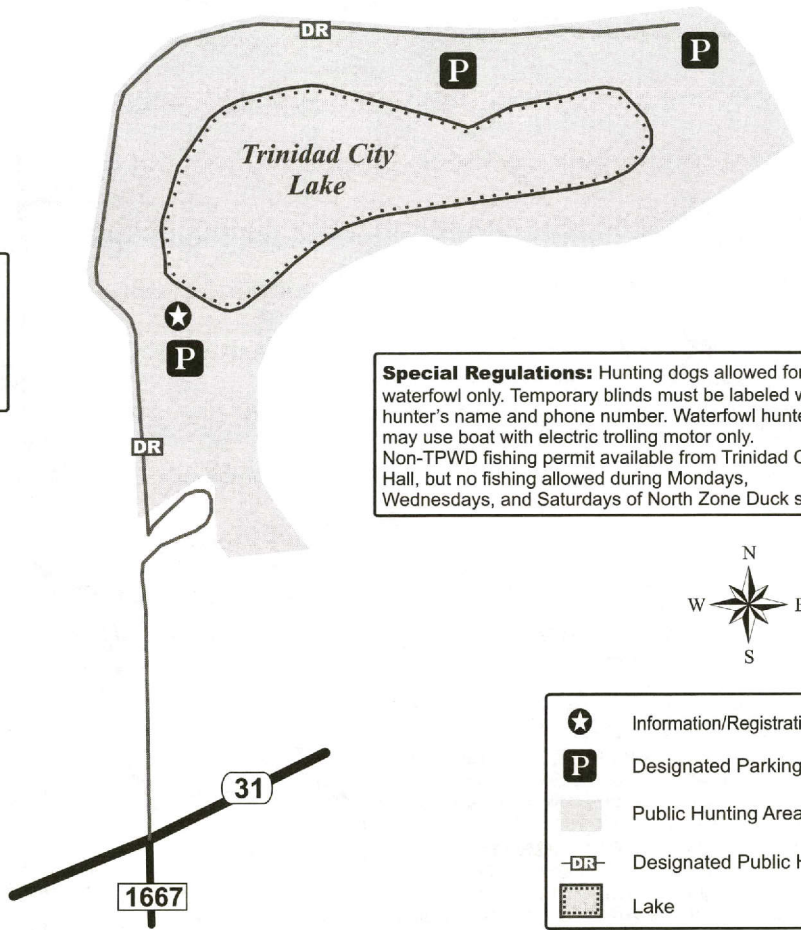 DR
P
P
Trinidad City
Lake
P
Special Regulations: Hunting dogs allowed for
waterfowl only. Temporary blinds must be labeled
hunter's name and phone number. Waterfowl
may use boat with electric trolling motor only.
Non-TPWD fishing permit available from Trinidad
Hall, but no fishing allowed during Mondays,
Wednesdays, and Saturdays of North Zone Duck
DR
N
W
E
S
31
1667
P
Designated Parking
Public Hunting Area
DR
Designated Public
Lake